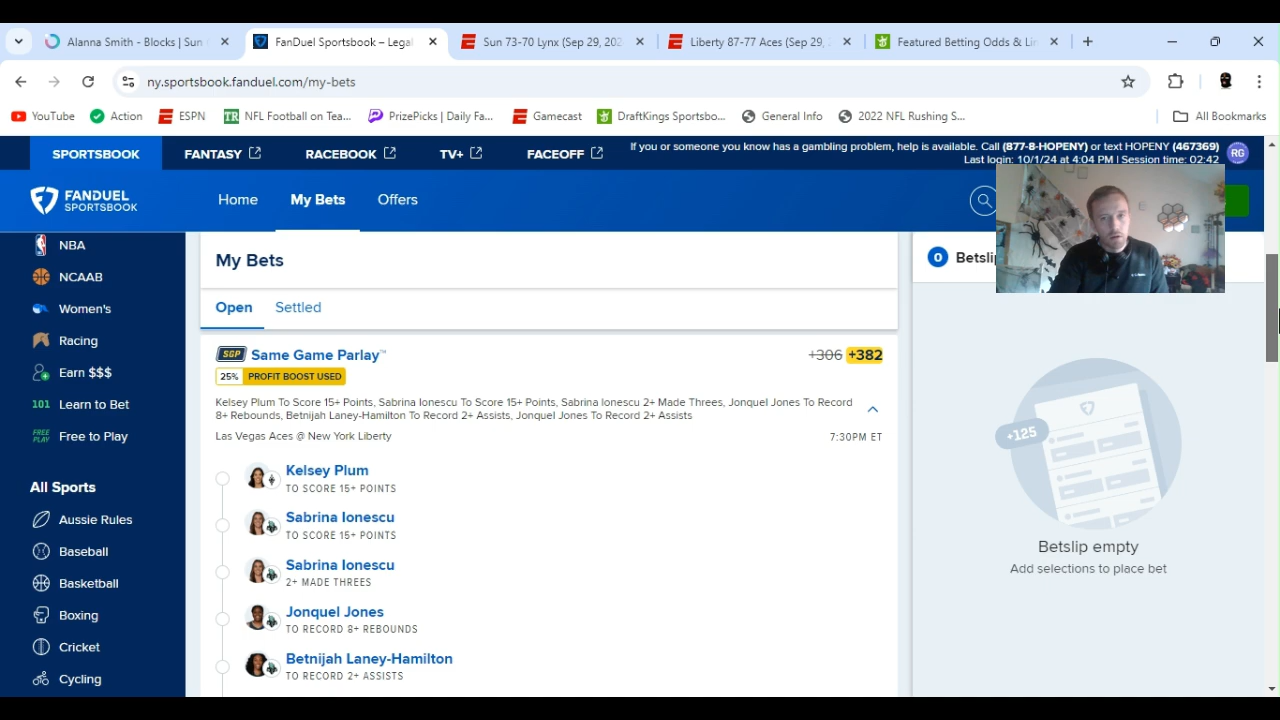 Alanna Smith - Blocks | Sun
FanDuel Sportsbook – Legal
Sun 73-70 Lynx (Sep 29, 202
Liberty 87-77 Aces (Sep 29,
Featured Betting Odds & Lin
ny.sportsbook.fanduel.com/my-bets
YouTube
Action
ESPN
TR
NFL Football on Tea...
PrizePicks | Daily Fa...
Gamecast
DraftKings Sportsbo...
General Info
2022 NFL Rushing S...
All Bookmarks
SPORTSBOOK
FANTASY
RACEBOOK
TV+
FACEOFF
If you or someone you know has a gambling problem, help is available. Call (877-8-HOPENY) or text HOPENY (467369)
Last login: 10/1/24 at 4:04 PM | Session time: 02:42
RG
FANDUEL
SPORTSBOOK
Home
My Bets
Offers
NBA
NCAAB
Women's
Racing
Earn $$$
101 Learn to Bet
FREE PLAY Free to Play
All Sports
Aussie Rules
Baseball
Basketball
Boxing
Cricket
Cycling
My Bets
Open
Settled
SGP Same Game Parlay™
+306 +382
25% PROFIT BOOST USED
Kelsey Plum To Score 15+ Points, Sabrina Ionescu To Score 15+ Points, Sabrina Ionescu 2+ Made Threes, Jonquel Jones To Record
8+ Rebounds, Betnijah Laney-Hamilton To Record 2+ Assists, Jonquel Jones To Record 2+ Assists
Las Vegas Aces @ New York Liberty
7:30PM ET
Kelsey Plum
TO SCORE 15+ POINTS
Sabrina Ionescu
TO SCORE 15+ POINTS
Sabrina Ionescu
2+ MADE THREES
Jonquel Jones
TO RECORD 8+ REBOUNDS
Betnijah Laney-Hamilton
TO RECORD 2+ ASSISTS
0 Betsli
+125
Betslip empty
Add selections to place bet